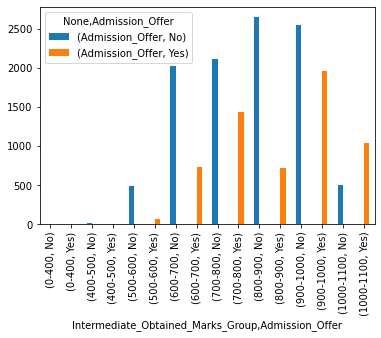 None,Admission_Offer
(Admission_Offer, No)
(Admission_Offer, Yes)
2500
2000
1500
1000
500
0
(0-400, No)
(0-400, Yes)
(400-500, No)
(400-500, Yes)
(500-600, No)
(500-600, Yes)
(600-700, No)
(600-700, Yes)
(700-800, No)
(700-800, Yes)
(800-900, No)
(800-900, Yes)
(900-1000, No)
(900-1000, Yes)
(1000-1100, No)
(1000-1100, Yes)
Intermediate_Obtained_Marks_Group,Admission_Offer